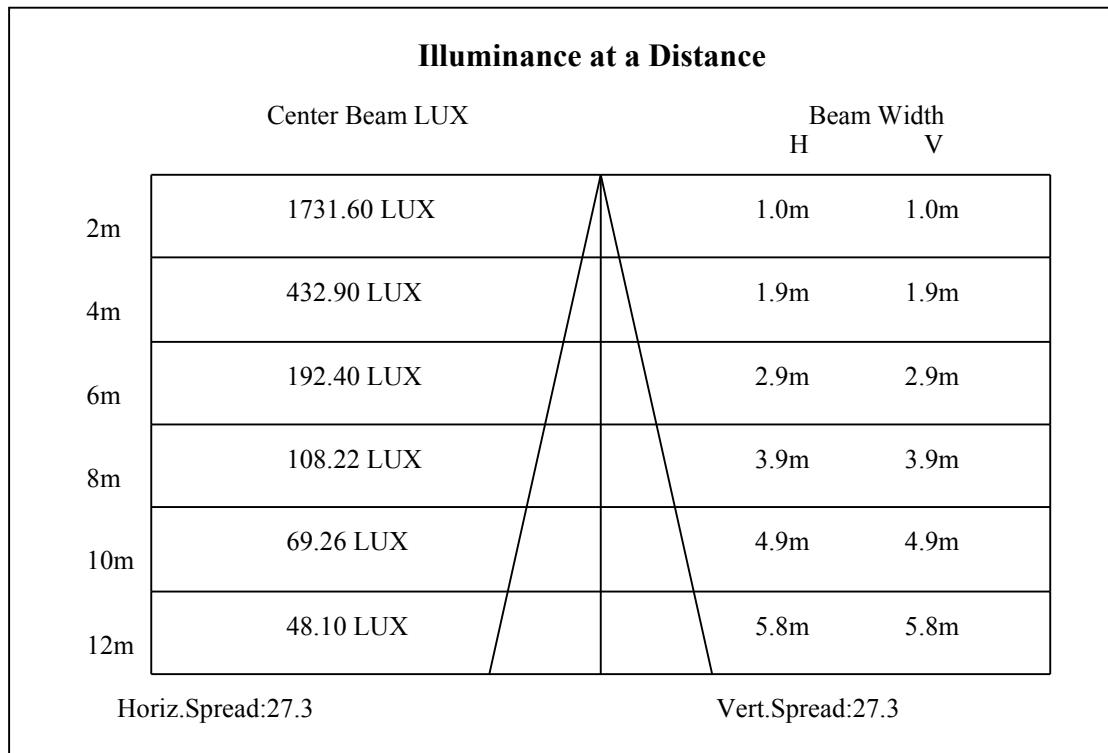 Illuminance at a Distance
Center Beam LUX Beam Width
H V
2m 1731.60 LUX 1.0m 1.0m
4m 432.90 LUX 1.9m 1.9m
6m 192.40 LUX 2.9m 2.9m
8m 108.22 LUX 3.9m 3.9m
10m 69.26 LUX 4.9m 4.9m
12m 48.10 LUX 5.8m 5.8m
Horiz.Spread:27.3 Vert.Spread:27.3